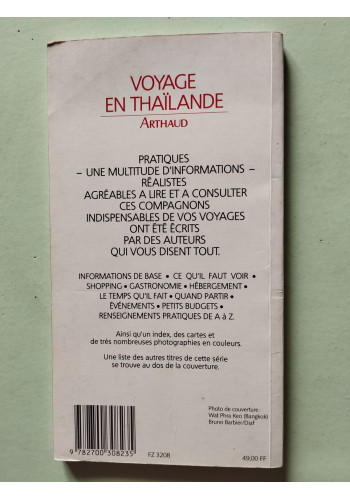 VOYAGE
EN THAÏLANDE
ARTHAUD
PRATIQUES
– UNE MULTITUDE D'INFORMATIONS –
RÉALISTES
AGRÉABLES A LIRE ET A CONSULTER
CES COMPAGNONS
INDISPENSABLES DE VOS VOYAGES
ONT ÉTÉ ÉCRITS
PAR DES AUTEURS
QUI VOUS DISENT TOUT.
INFORMATIONS DE BASE • CE QU'IL FAUT VOIR •
SHOPPING • GASTRONOMIE • HÉBERGEMENT •
LE TEMPS QU'IL FAIT • QUAND PARTIR •
ÉVÉNEMENTS • PETITS BUDGETS •
RENSEIGNEMENTS PRATIQUES DE A à Z.
Ainsi qu'un index, des cartes et
de très nombreuses photographies en couleurs.
Une liste des autres titres de cette série
se trouve au dos de la couverture.
Photo de couverture :
Wat Phra Keo (Bangkok)
Bruno Barbier/Diaf
9 782700 308235
FZ 3208
49,00 FF